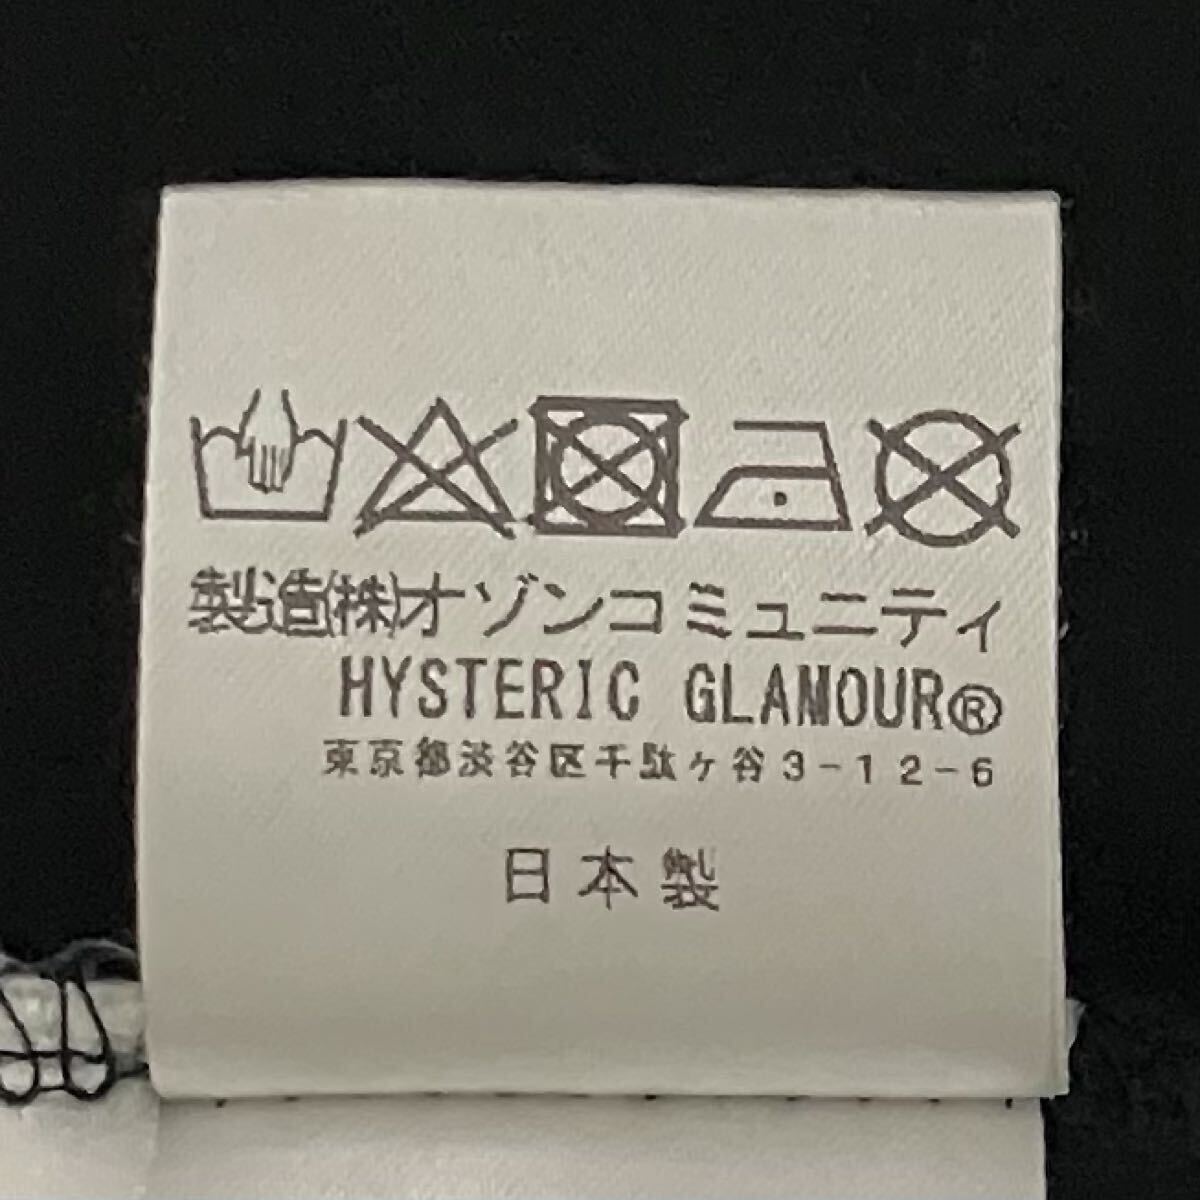 製造(株)オゾンコミュニティ
HYSTERIC GLAMOUR®
東京都渋谷区千駄ヶ谷3-12-6
日本製